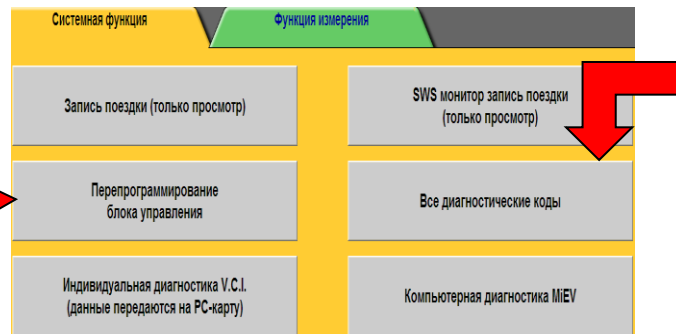 Системная функция
Функция измерения
Запись поездки (только просмотр)
SWS монитор запись поездки
(только просмотр)
Перепрограммирование
блока управления
Все диагностические коды
Индивидуальная диагностика V.C.I.
(данные передаются на PC-карту)
Компьютерная диагностика MiEV